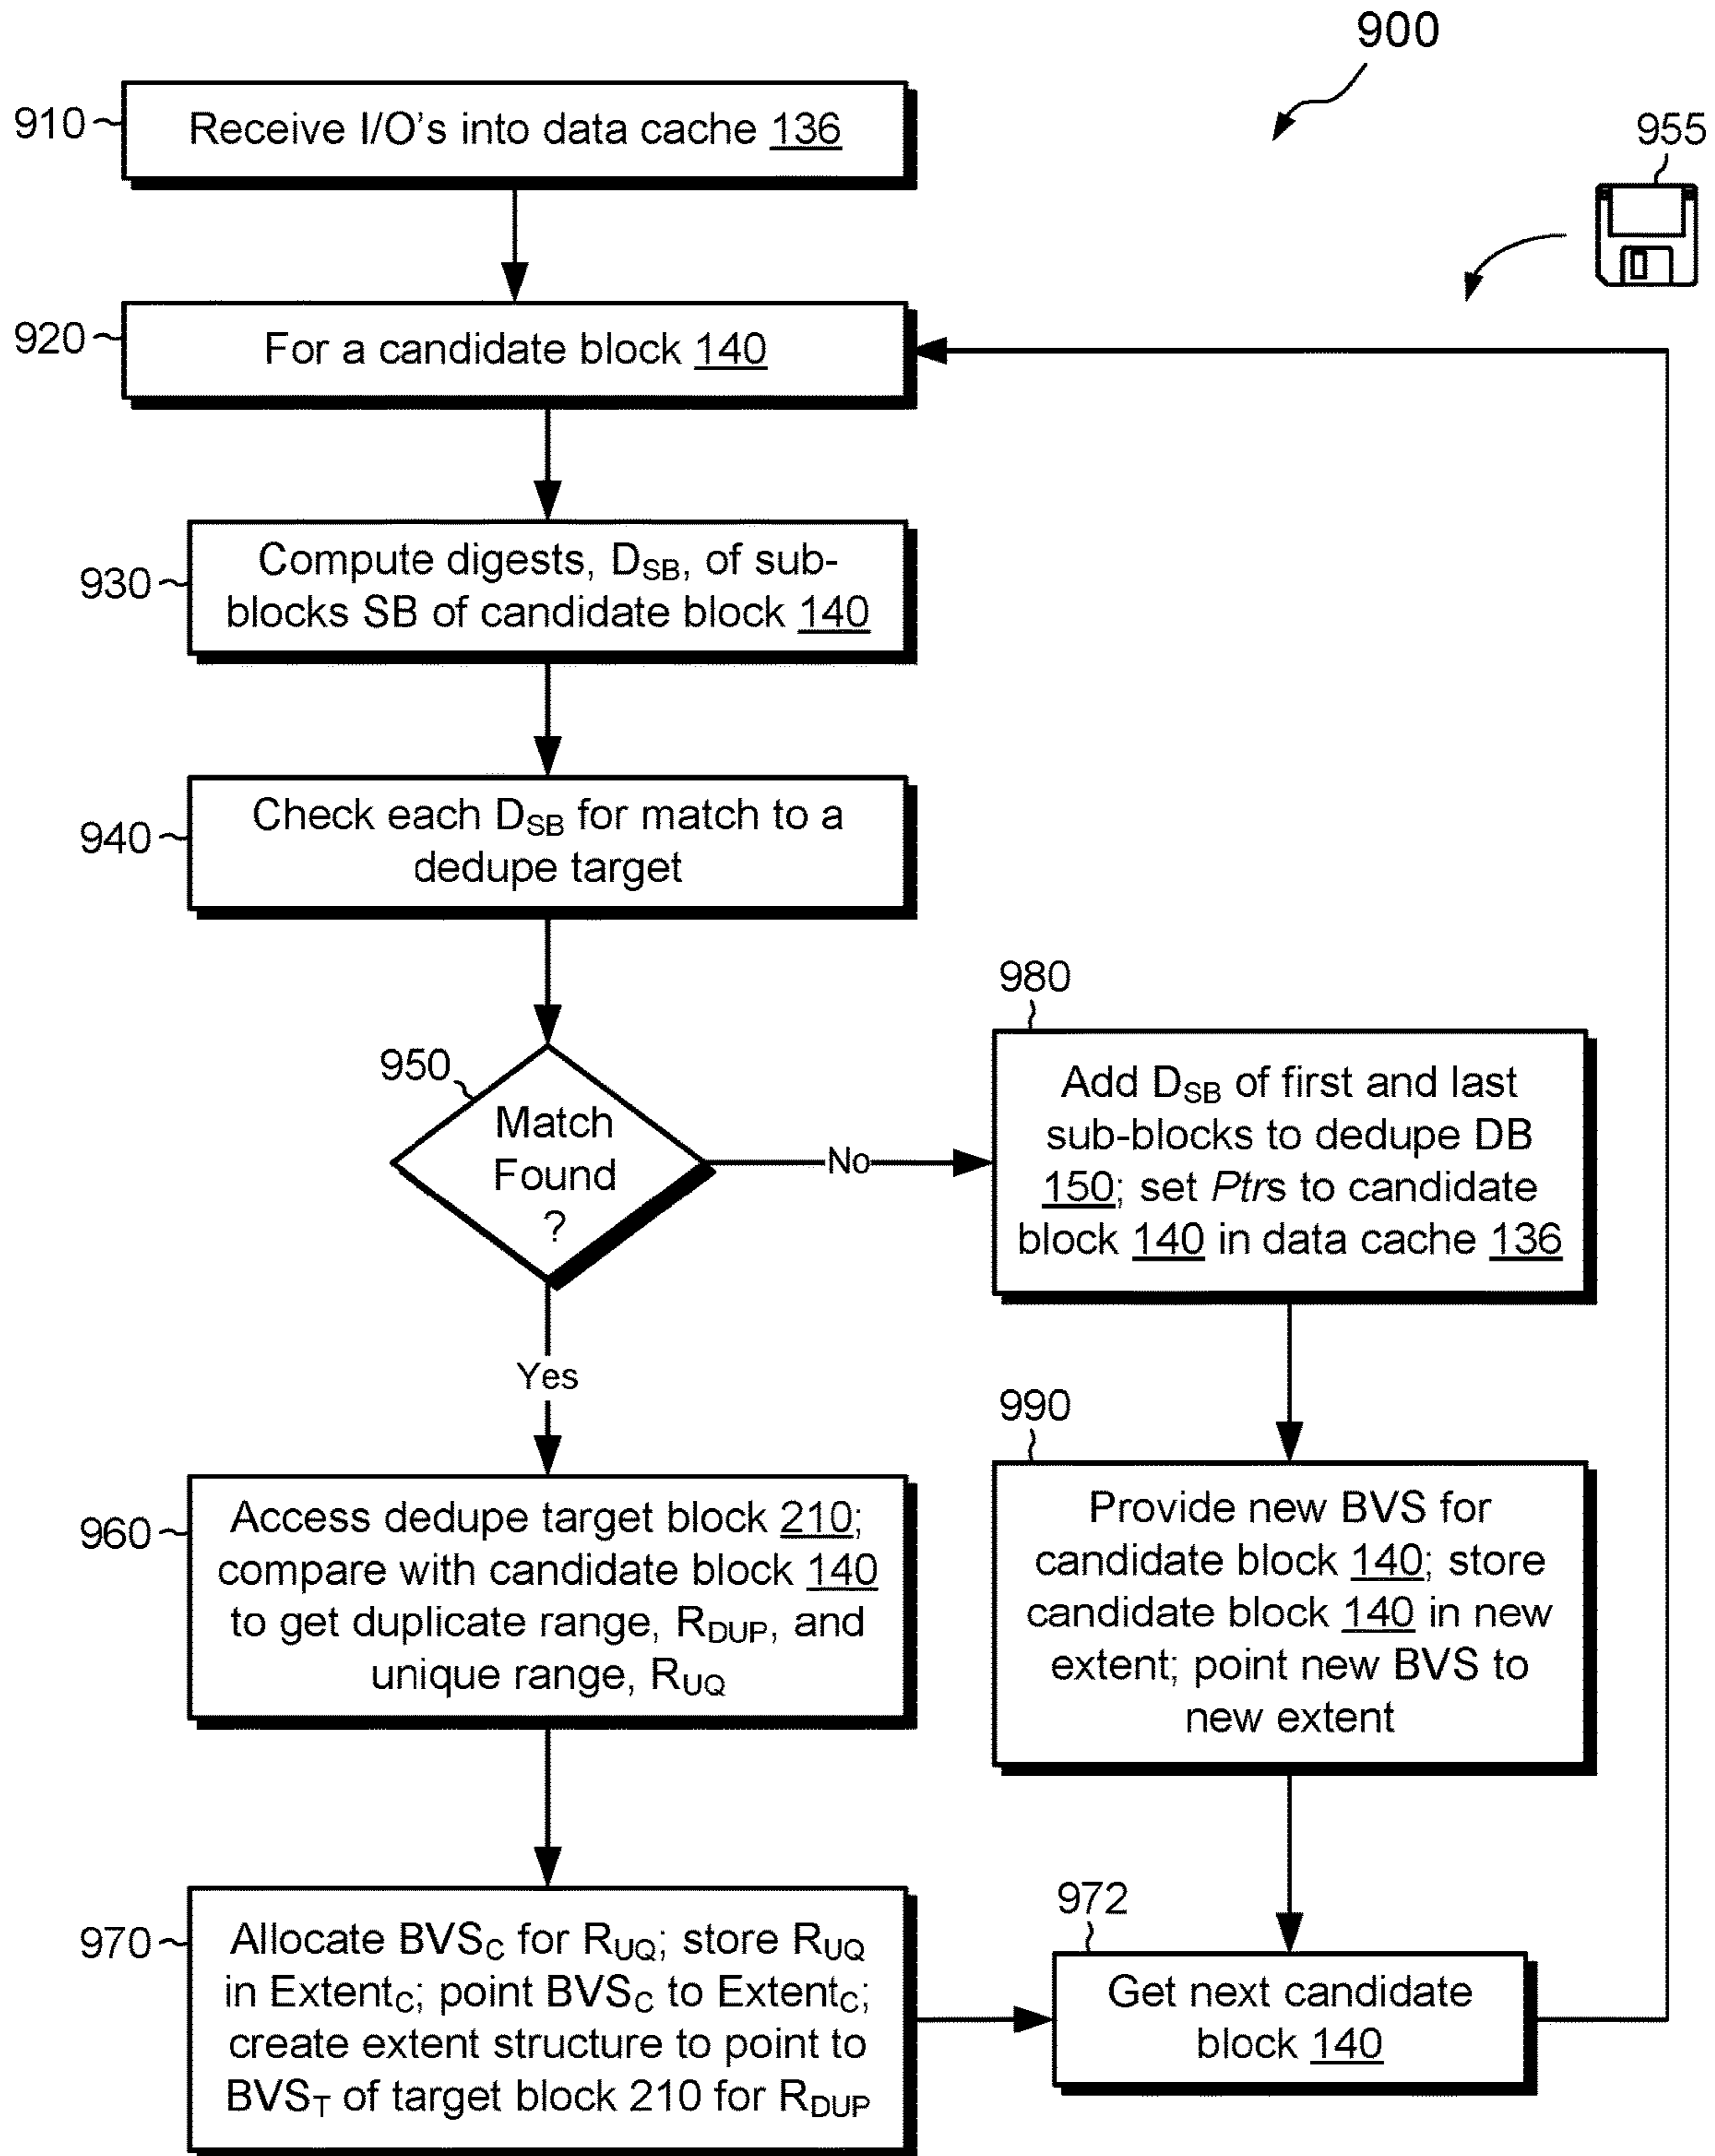 900
910
Receive I/O's into data cache 136
955
920
For a candidate block 140
930
Compute digests, DSB, of sub-
blocks SB of candidate block 140
940
Check each DSB for match to a
dedupe target
950
Match
Found
?
No
Yes
980
Add DSB of first and last
sub-blocks to dedupe DB
150; set Ptrs to candidate
block 140 in data cache 136
990
Provide new BVS for
candidate block 140; store
candidate block 140 in new
extent; point new BVS to
new extent
960
Access dedupe target block 210;
compare with candidate block 140
to get duplicate range, RDUP, and
unique range, RUQ
970
Allocate BVSC for RUQ; store RUQ
in ExtentC; point BVSC to ExtentC;
create extent structure to point to
BVST of target block 210 for RDUP
972
Get next candidate
block 140